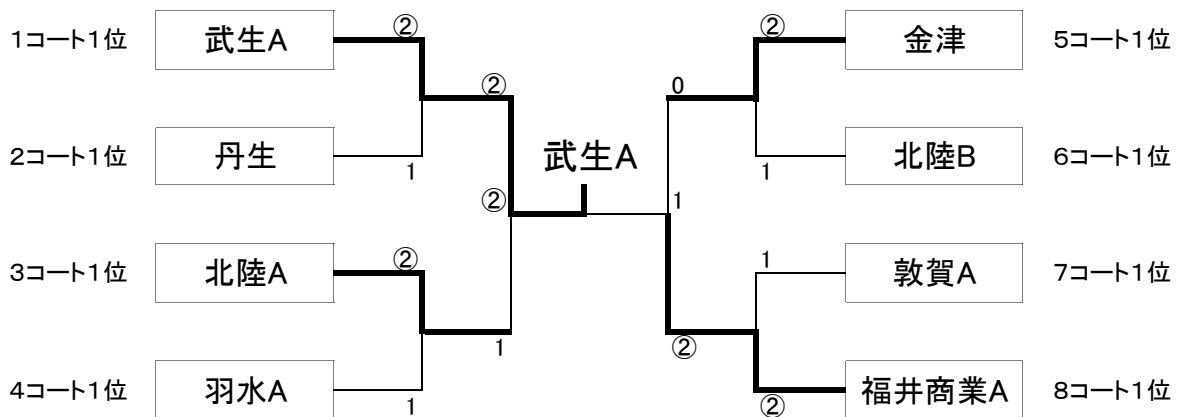 1コート1位 武生A ② ② 金津 5コート1位
② 0
2コート1位 丹生 1 武生A 1 北陸B 6コート1位
② 1
3コート1位 北陸A ② 1 敦賀A 7コート1位
1 ②
4コート1位 羽水A 1 ② 福井商業A 8コート1位